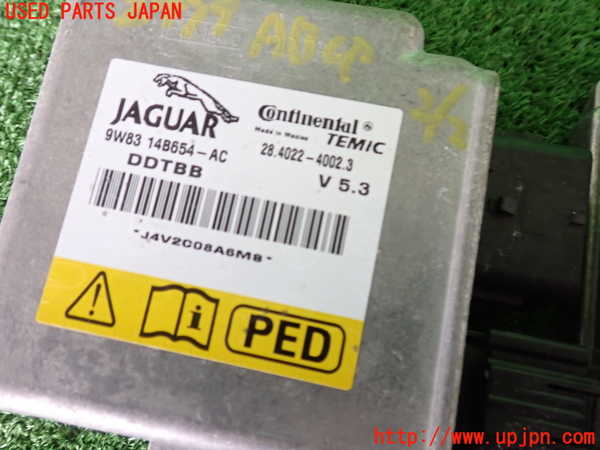 USED PARTS JAPAN
JAGUAR
Continental
Made in Mexico
TEMIC
9W83 14B654-AC
28.4022-4002.3
DDTBB
V 5.3
*J4V2C08A6M8*
PED
http://www.upjpn.com/